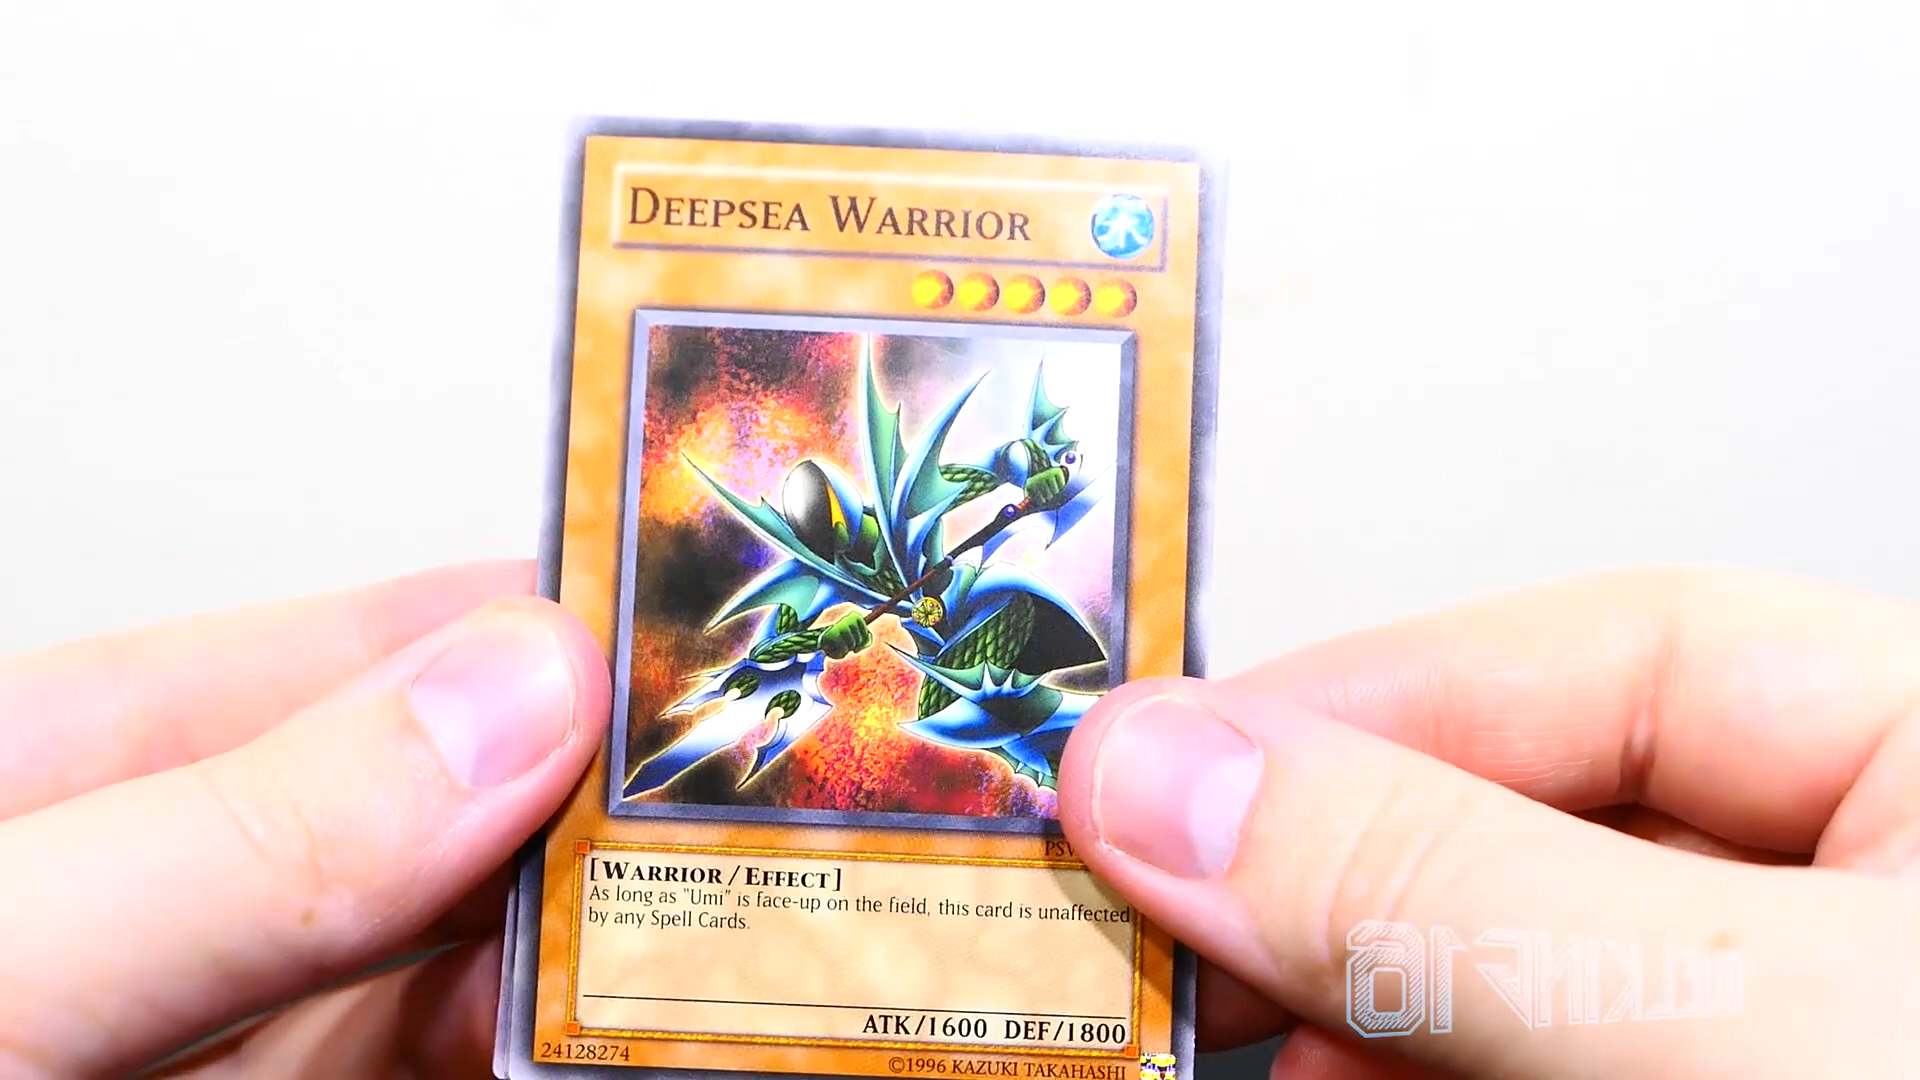 DEEPSEA WARRIOR
[WARRIOR/EFFECT]
As long as "Umi" is face-up on the field, this card is unaffected
by any Spell Cards.
ATK/1600 DEF/1800
24128274
©1996 KAZUKI TAKAHASHI